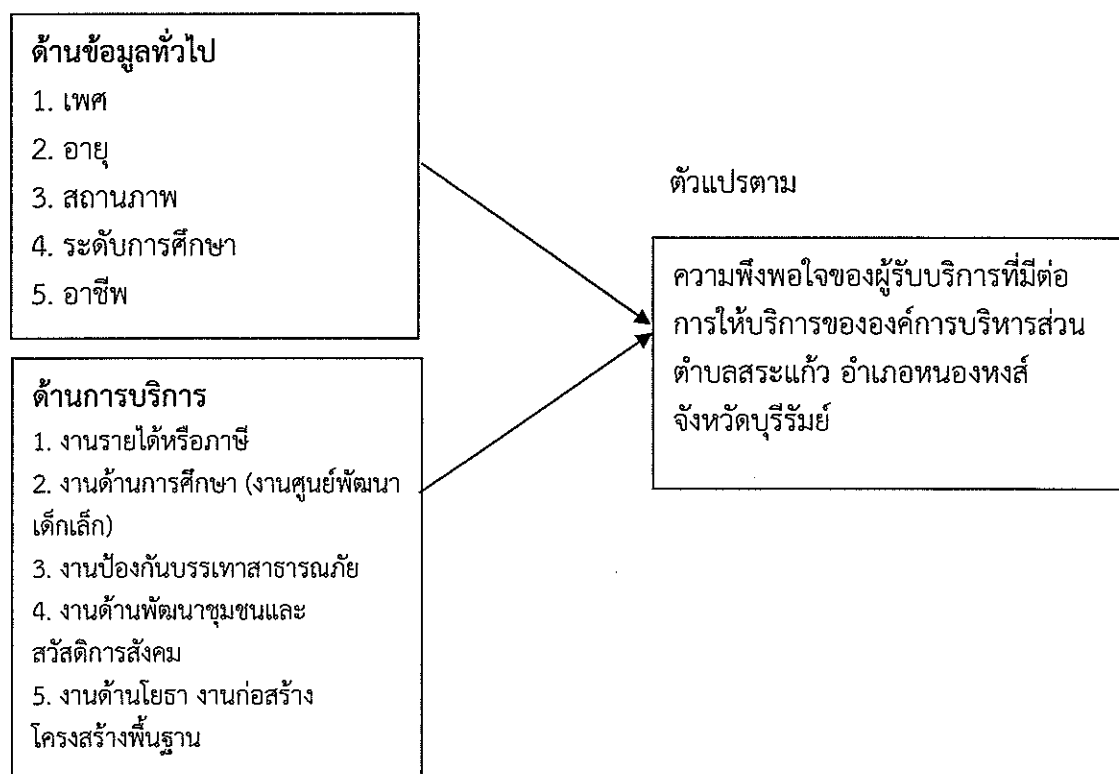 ด้านข้อมูลทั่วไป
1. เพศ
2. อายุ
3. สถานภาพ
4. ระดับการศึกษา
5. อาชีพ
ด้านการบริการ
1. งานรายได้หรือภาษี
2. งานด้านการศึกษา (งานศูนย์พัฒนา
เด็กเล็ก)
3. งานป้องกันบรรเทาสาธารณภัย
4. งานด้านพัฒนาชุมชนและ
สวัสดิการสังคม
5. งานด้านโยธา งานก่อสร้าง
โครงสร้างพื้นฐาน
ตัวแปรตาม
ความพึงพอใจของผู้รับบริการที่มีต่อ
การให้บริการขององค์การบริหารส่วน
ตำบลสระแก้ว อำเภอหนองหงส์
จังหวัดบุรีรัมย์